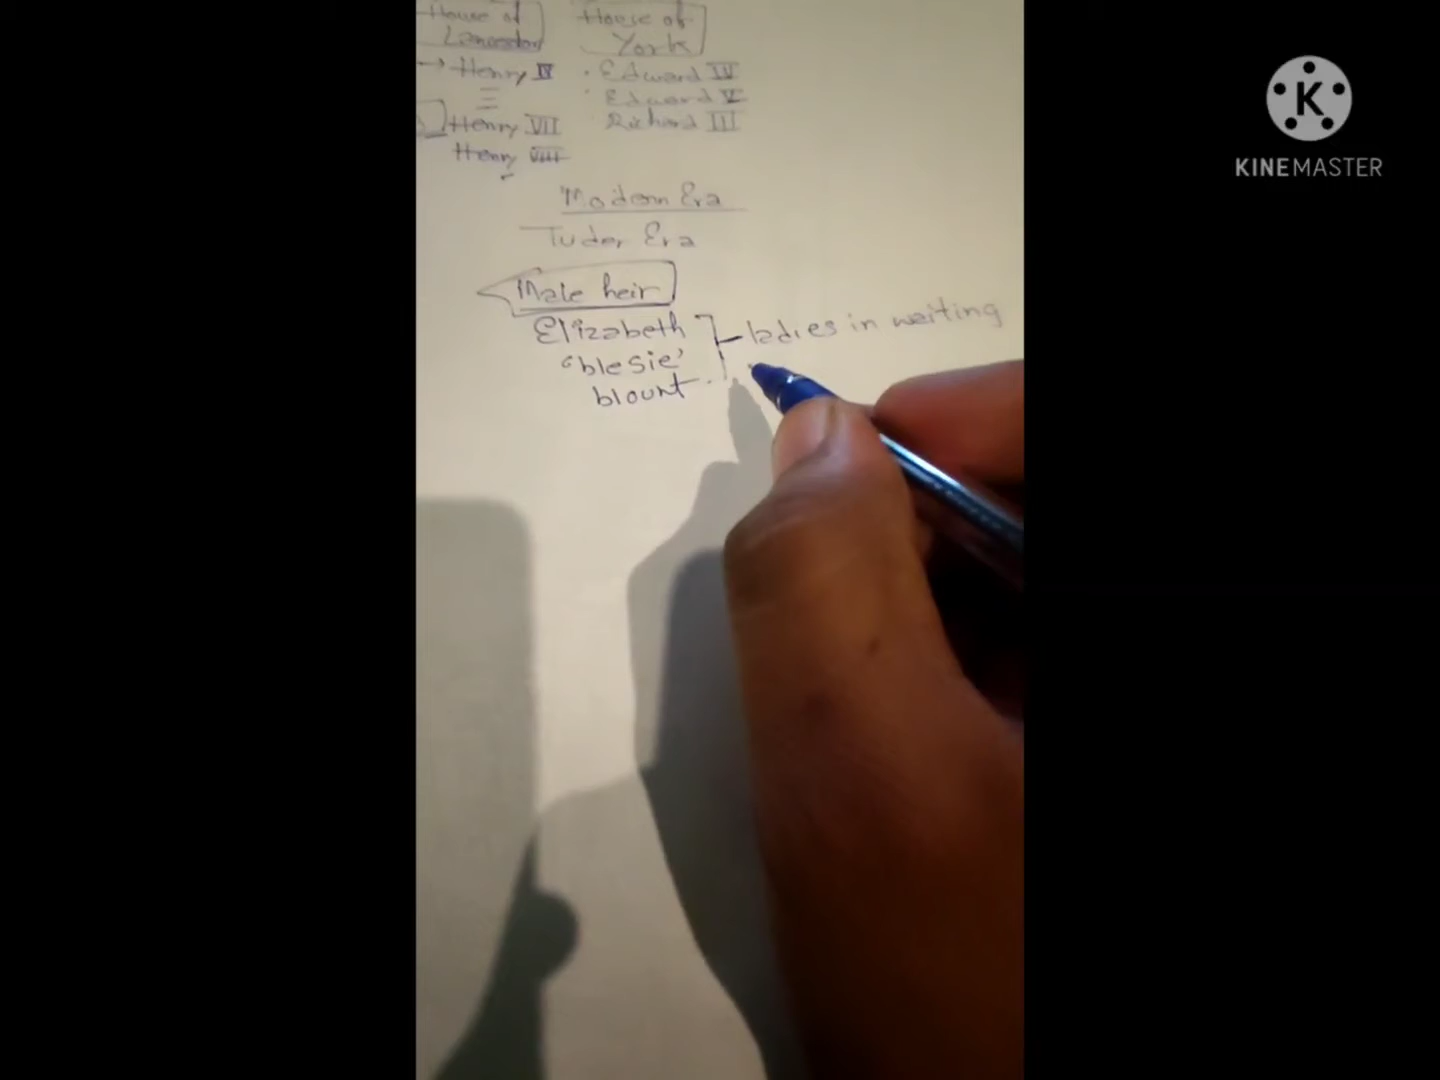 House of
Lancaster
House of
York
→ Henry IV
Henry VII
Henry VIII
· Edward IV
· Edward V
Richard III
Modern Era
Tudor Era
Male heir
Elizabeth
'blesie'
blount
ladies in weiting
K
KINEMASTER